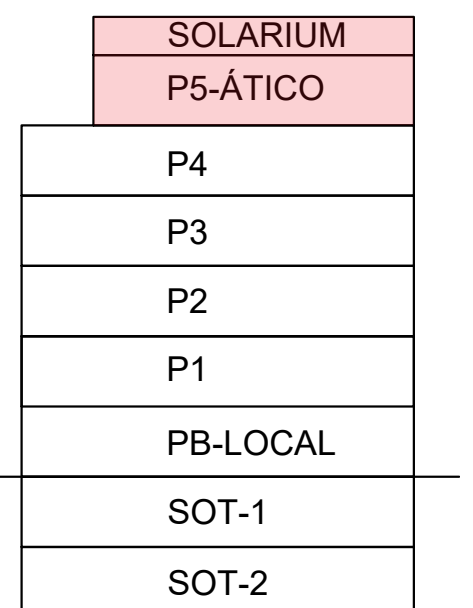 SOLARIUM
P5-ÁTICO
P4
P3
P2
P1
PB-LOCAL
SOT-1
SOT-2